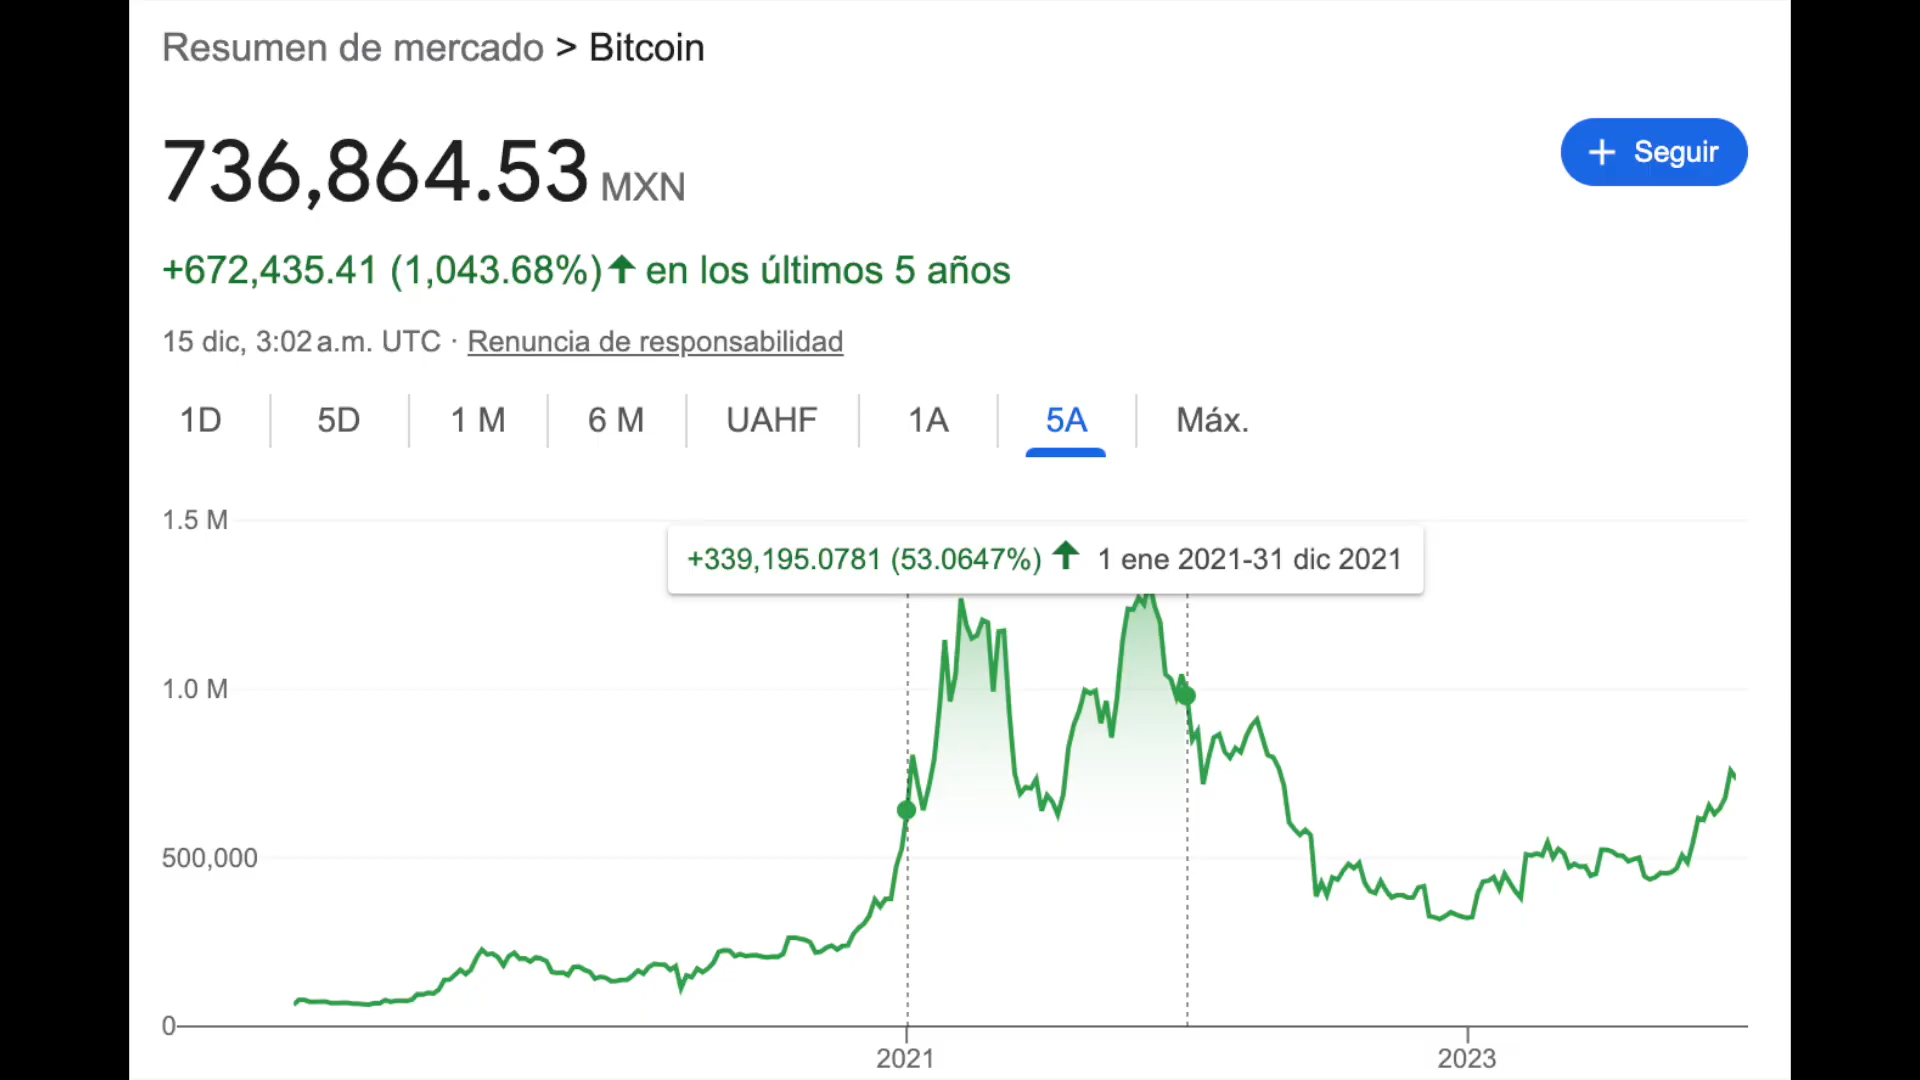 Resumen de mercado > Bitcoin
736,864.53 MXN
+ Seguir
+672,435.41 (1,043.68%) ↑ en los últimos 5 años
15 dic, 3:02 a.m. UTC · Renuncia de responsabilidad
1D 5D 1 M 6 M UAHF 1A 5A Máx.
1.5 M
+339,195.0781 (53.0647%) ↑ 1 ene 2021-31 dic 2021
1.0 M
500,000
0
2021 2023